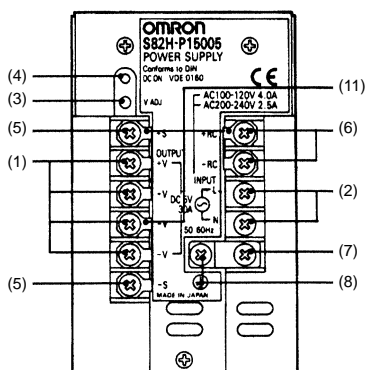 OMRON
S82H-P15005
POWER SUPPLY
Conforms to DIN
DC ON VDE 0160
CE
(4)
(3)
V ADJ
AC100-120V 4.0A
AC200-240V 2.5A
(11)
(5)
+S
+RC
(6)
(1)
OUTPUT
+V
-RC
INPUT
+V
DC 5V
30A
L
(2)
-V
N
50 60Hz
-V
(7)
(5)
-S
(8)
MADE IN JAPAN